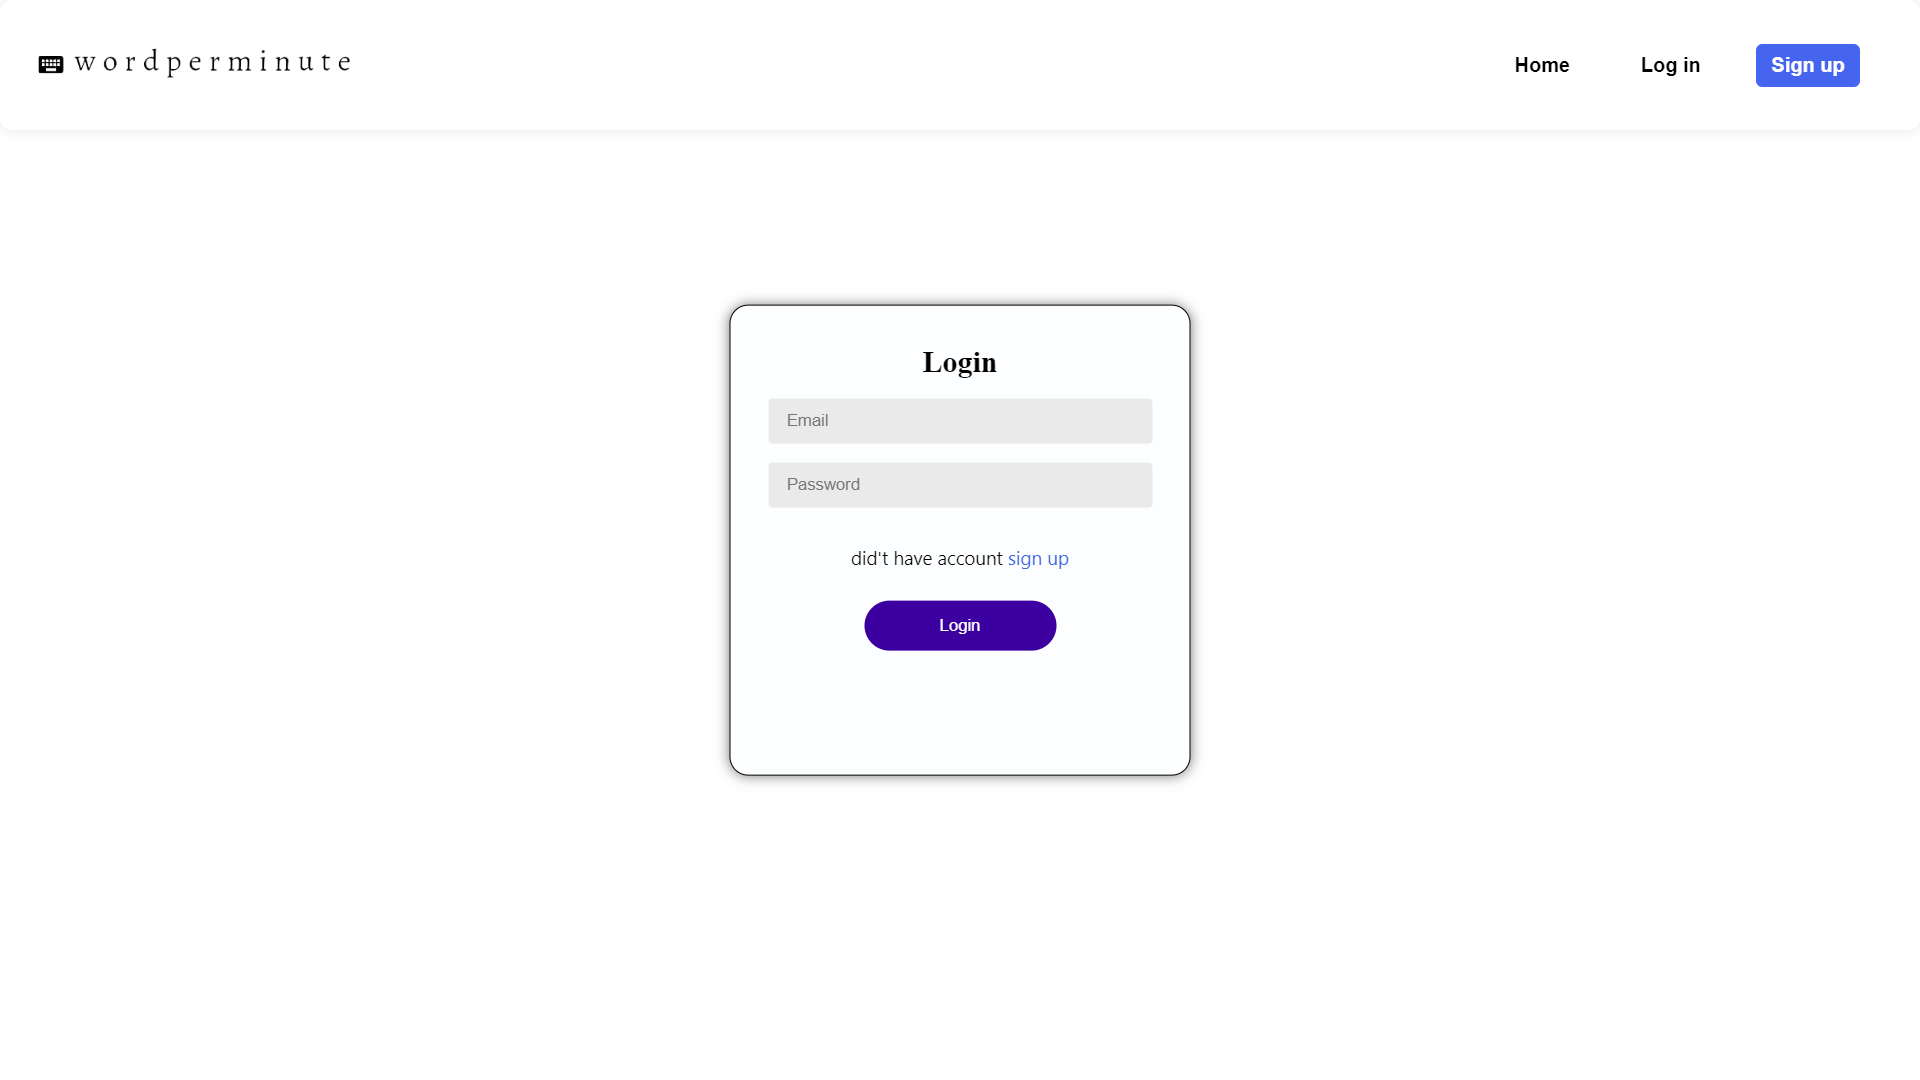 wordperminute
Home
Log in
Sign up
Login
Email
Password
did't have account sign up
Login